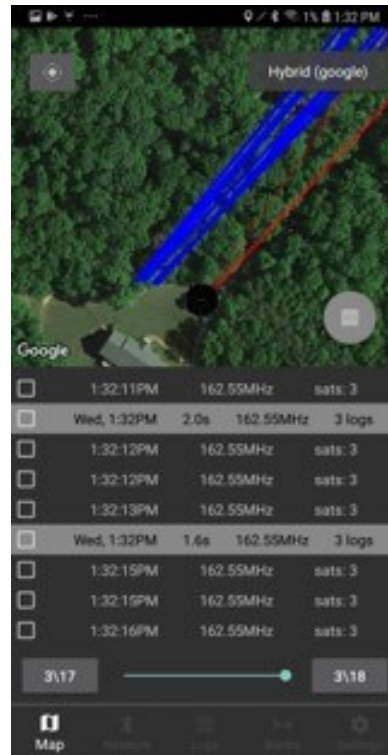 1% 1:32 PM
Hybrid (google)
Google
1:32:11PM 162.55MHz sats: 3
Wed, 1:32PM 2.0s 162.55MHz 3 logs
1:32:12PM 162.55MHz sats: 3
1:32:12PM 162.55MHz sats: 3
1:32:13PM 162.55MHz sats: 3
Wed, 1:32PM 1.6s 162.55MHz 3 logs
1:32:15PM 162.55MHz sats: 3
1:32:15PM 162.55MHz sats: 3
1:32:16PM 162.55MHz sats: 3
3\17 3\18
Map